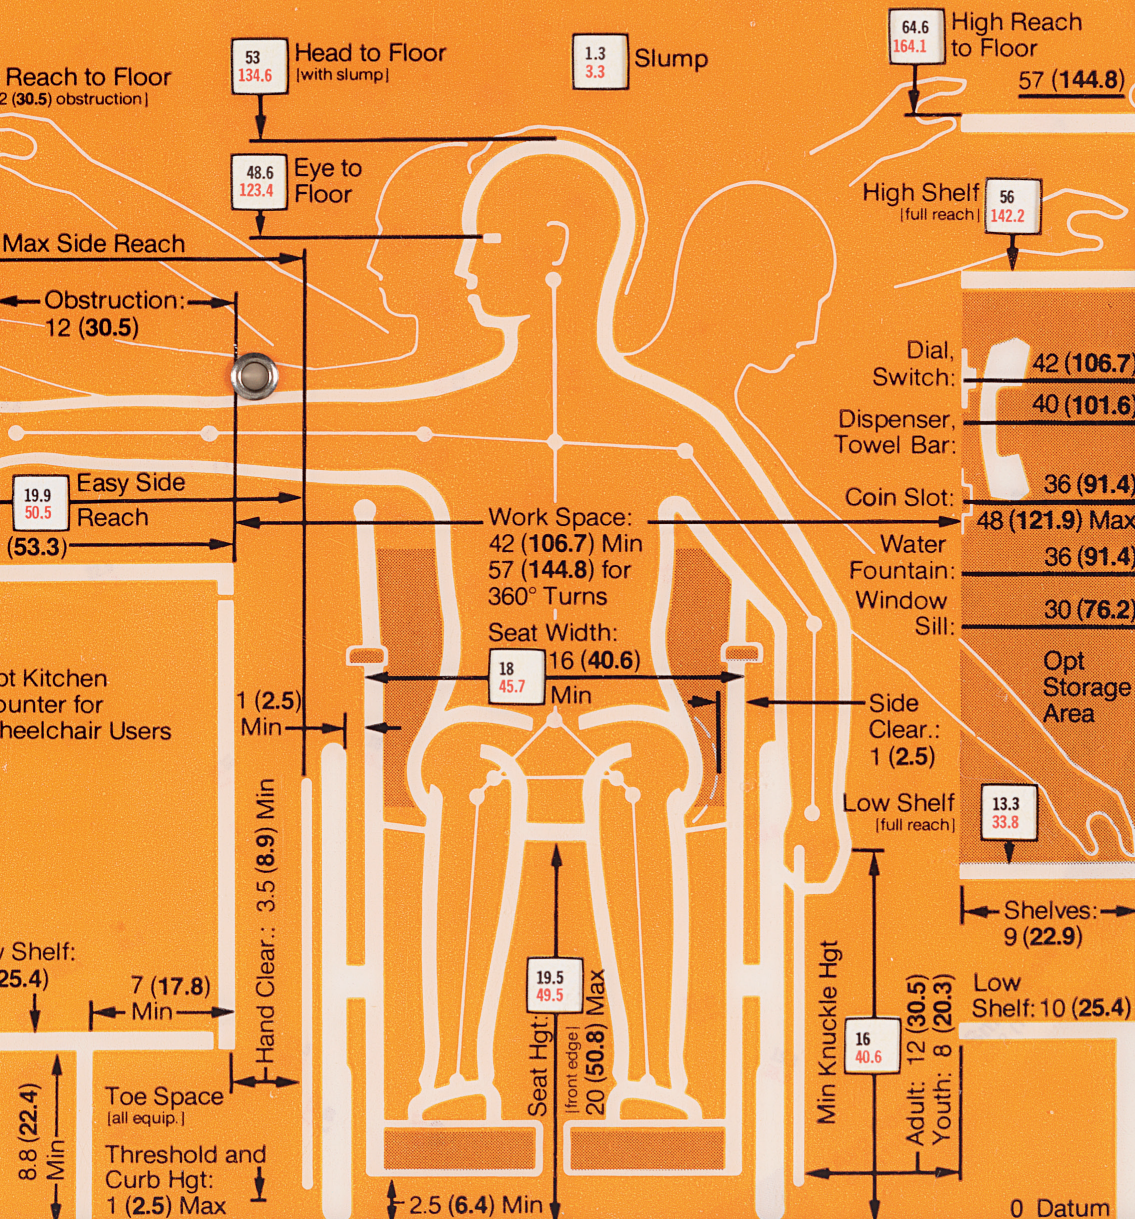 53
134.6
Head to Floor
[with slump]
1.3
3.3
Slump
64.6
164.1
High Reach
to Floor
57 (144.8)
Reach to Floor
2 (30.5) obstruction]
48.6
123.4
Eye to
Floor
High Shelf
[full reach]
56
142.2
Max Side Reach
Obstruction:
12 (30.5)
Dial,
Switch:
42 (106.7)
Dispenser,
Towel Bar:
40 (101.6)
19.9
50.5
Easy Side
Reach
(53.3)
Coin Slot:
36 (91.4)
48 (121.9) Max
Work Space:
42 (106.7) Min
57 (144.8) for
360° Turns
Water
Fountain:
36 (91.4)
Window
Sill:
30 (76.2)
Seat Width:
16 (40.6)
Min
18
45.7
Opt
Storage
Area
pt Kitchen
ounter for
heelchair Users
1 (2.5)
Min
Side
Clear.:
1 (2.5)
Low Shelf
[full reach]
13.3
33.8
Hand Clear.: 3.5 (8.9) Min
Shelves:
9 (22.9)
w Shelf:
25.4)
7 (17.8)
Min
19.5
49.5
Seat Hgt:
[front edge]
20 (50.8) Max
Min Knuckle Hgt
16
40.6
Adult: 12 (30.5)
Youth: 8 (20.3)
Low
Shelf: 10 (25.4)
8.8 (22.4)
Min
Toe Space
[all equip.]
Threshold and
Curb Hgt:
1 (2.5) Max
2.5 (6.4) Min
0 Datum